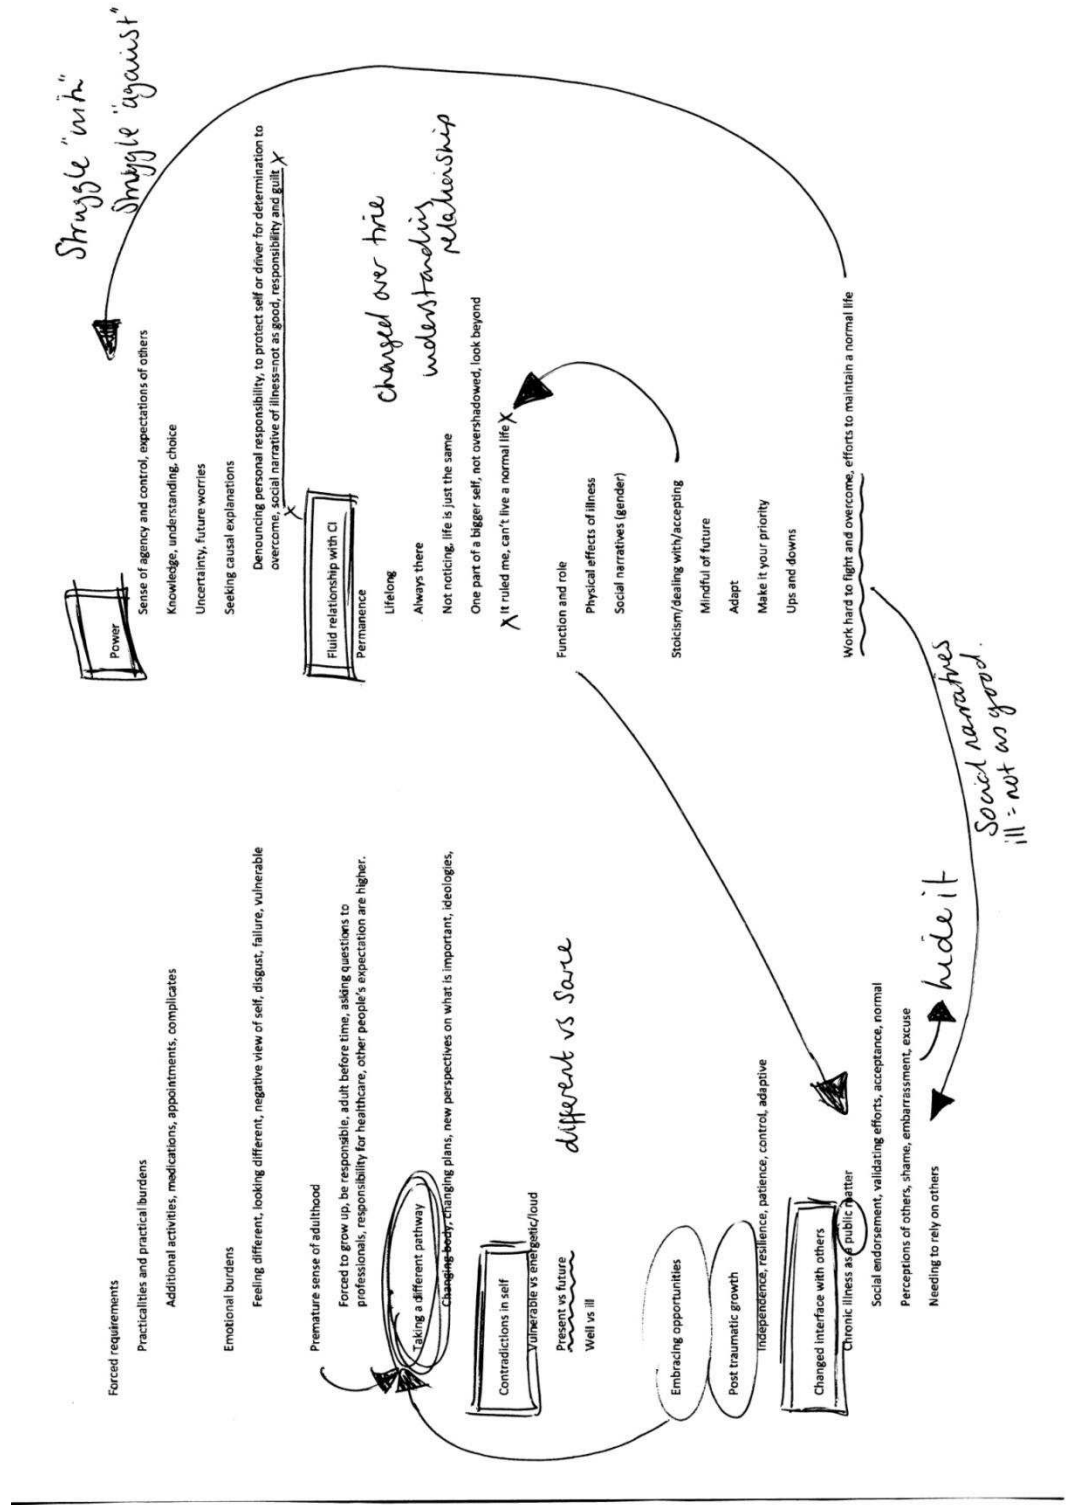 Forced requirements
Practicalities and practical burdens
Additional activities, medications, appointments, complicates
Emotional burdens
Feeling different, looking different, negative view of self, disgust, failure, vulnerable
Premature sense of adulthood
Forced to grow up, be responsible, adult before time, asking questions to
professionals, responsibility for healthcare, other people's expectation are higher.
Taking a different pathway
Changing body, changing plans, new perspectives on what is important, ideologies,
Contradictions in self
Vulnerable vs energetic/loud
Present vs future
Well vs ill
different vs same
Embracing opportunities
Post traumatic growth
Independence, resilience, patience, control, adaptive
Changed interface with others
Chronic illness as a public matter
Social endorsement, validating efforts, acceptance, normal
Perceptions of others, shame, embarrassment, excuse
hide it
Needing to rely on others
Struggle "with"
Struggle "against"
Power
Sense of agency and control, expectations of others
Knowledge, understanding, choice
Uncertainty, future worries
Seeking causal explanations
Denouncing personal responsibility, to protect self or driver for determination to
overcome, social narrative of illness=not as good, responsibility and guilt X
X
Fluid relationship with CI
Permanence
Lifelong
Always there
Not noticing, life is just the same
One part of a bigger self, not overshadowed, look beyond
X It ruled me, can't live a normal life X
changed over time
understanding
relationship
Function and role
Physical effects of illness
Social narratives (gender)
Stoicism/dealing with/accepting
Mindful of future
Adapt
Make it your priority
Ups and downs
Work hard to fight and overcome, efforts to maintain a normal life
Social narratives
ill = not as good.